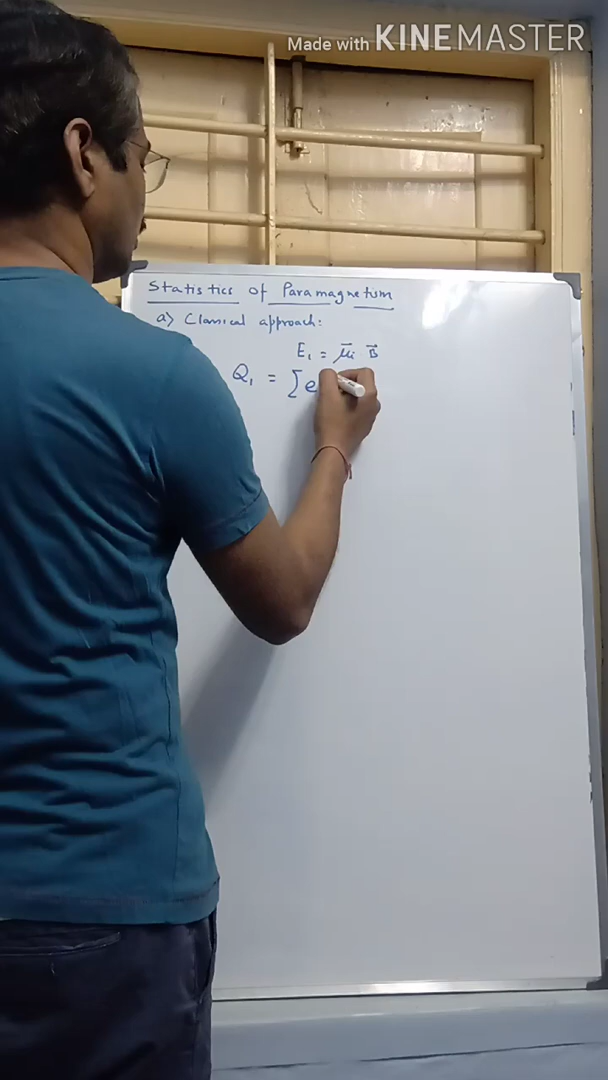 Made with KINEMASTER
Statistics of Paramagnetism
a) Classical approach:
E₁ = μ⃗ᵢ B⃗
Q₁ = ∑e